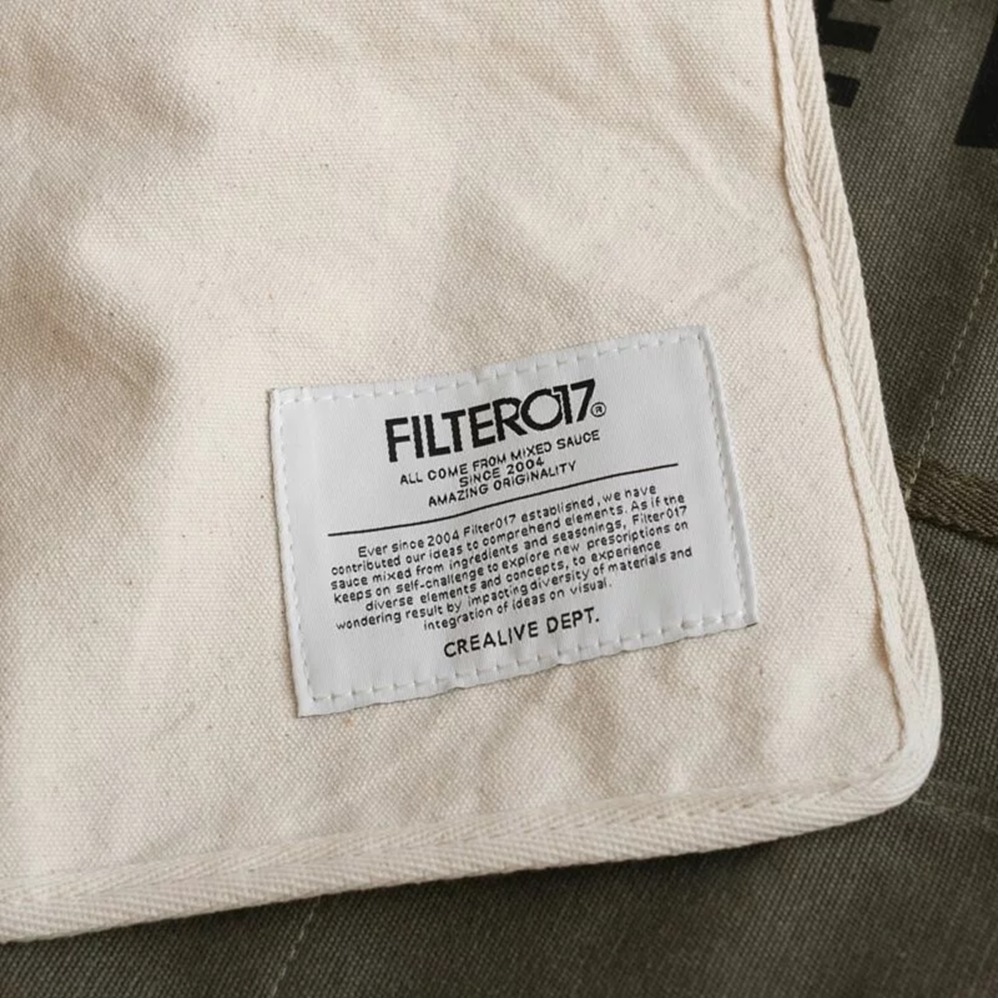 FILTER017®
ALL COME FROM MIXED SAUCE
SINCE 2004
AMAZING ORIGINALITY
Ever since 2004 Filter017 established, we have
contributed our ideas to comprehend elements. As if the
sauce mixed from ingredients and seasonings, Filter017
keeps on self-challenge to explore new prescriptions on
diverse elements and concepts, to experience
wondering result by impacting diversity of materials and
integration of ideas on visual.
CREALIVE DEPT.